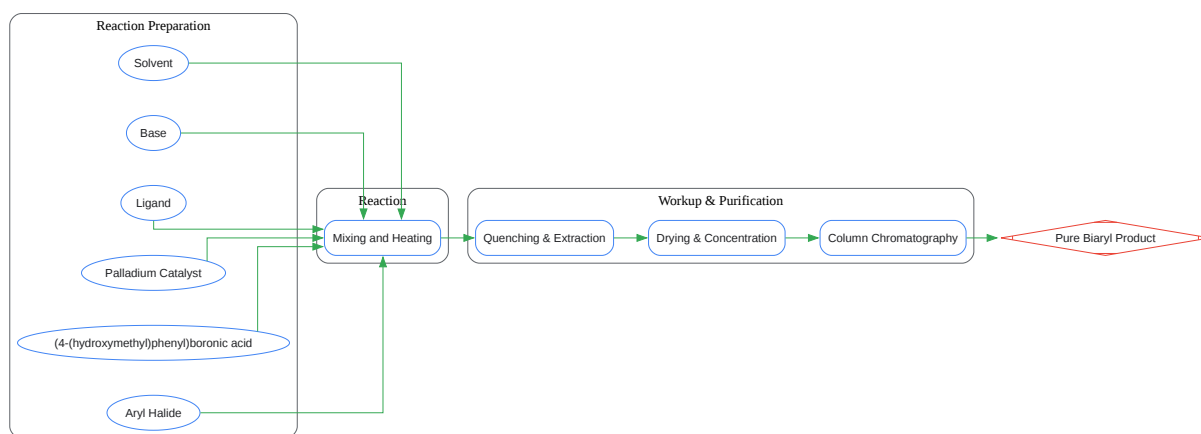 Reaction Preparation
Solvent
Base
Ligand
Palladium Catalyst
(4-(hydroxymethyl)phenyl)boronic acid
Aryl Halide
Reaction
Mixing and Heating
Workup & Purification
Quenching & Extraction
Drying & Concentration
Column Chromatography
Pure Biaryl Product